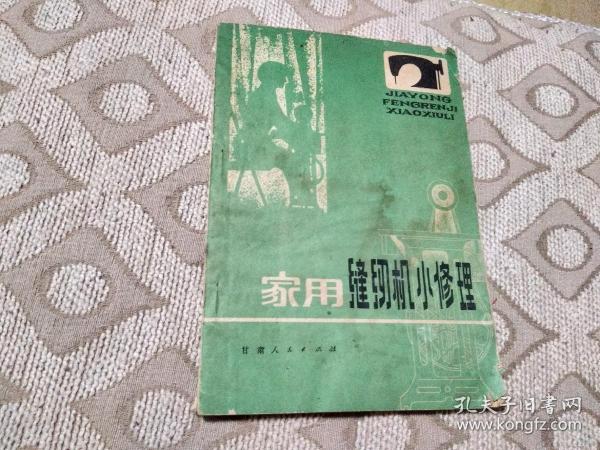 JIAYONG
FENGRENJI
XIAOXIULI
家用缝纫机小修理
甘肃人民出版社
孔夫子旧书网
www.kongfz.com